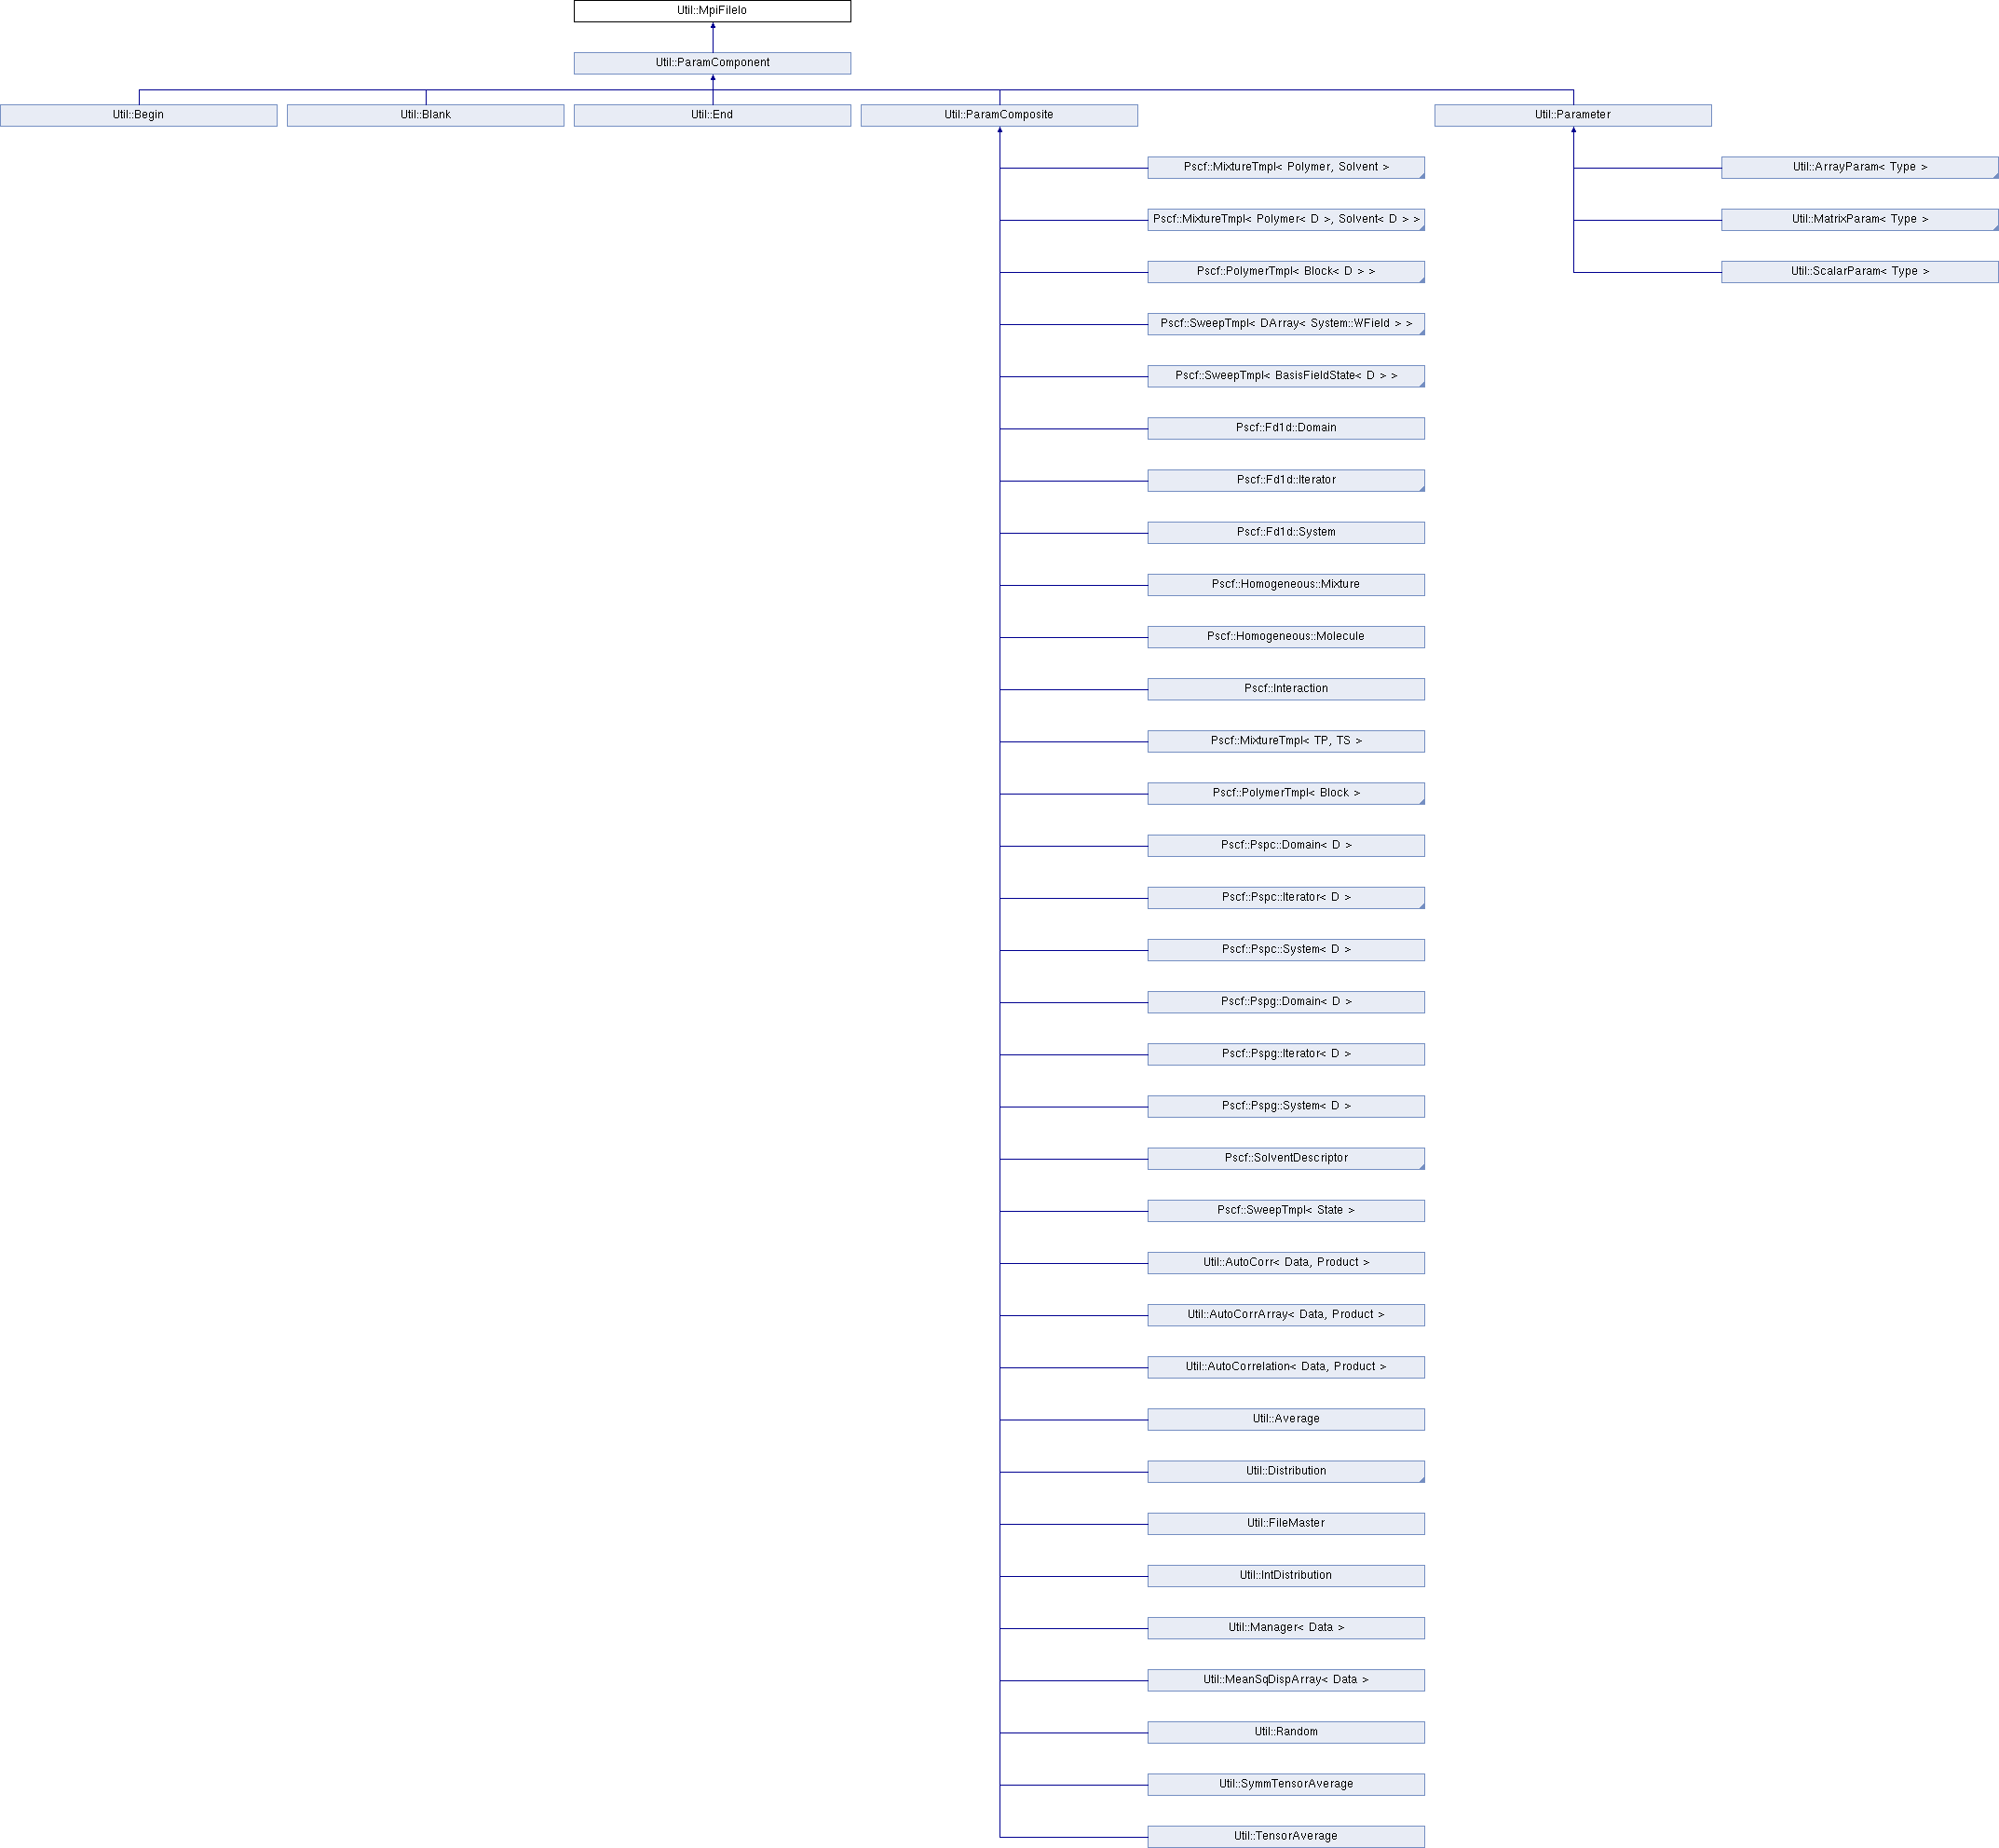 Util::MpiFileIo
Util::ParamComponent
Util::Begin
Util::Blank
Util::End
Util::ParamComposite
Util::Parameter
Pscf::MixtureTmpl< Polymer, Solvent >
Util::ArrayParam< Type >
Pscf::MixtureTmpl< Polymer< D >, Solvent< D > >
Util::MatrixParam< Type >
Pscf::PolymerTmpl< Block< D > >
Util::ScalarParam< Type >
Pscf::SweepTmpl< DArray< System::WField > >
Pscf::SweepTmpl< BasisFieldState< D > >
Pscf::Fd1d::Domain
Pscf::Fd1d::Iterator
Pscf::Fd1d::System
Pscf::Homogeneous::Mixture
Pscf::Homogeneous::Molecule
Pscf::Interaction
Pscf::MixtureTmpl< TP, TS >
Pscf::PolymerTmpl< Block >
Pscf::Pspc::Domain< D >
Pscf::Pspc::Iterator< D >
Pscf::Pspc::System< D >
Pscf::Pspg::Domain< D >
Pscf::Pspg::Iterator< D >
Pscf::Pspg::System< D >
Pscf::SolventDescriptor
Pscf::SweepTmpl< State >
Util::AutoCorr< Data, Product >
Util::AutoCorrArray< Data, Product >
Util::AutoCorrelation< Data, Product >
Util::Average
Util::Distribution
Util::FileMaster
Util::IntDistribution
Util::Manager< Data >
Util::MeanSqDispArray< Data >
Util::Random
Util::SymmTensorAverage
Util::TensorAverage